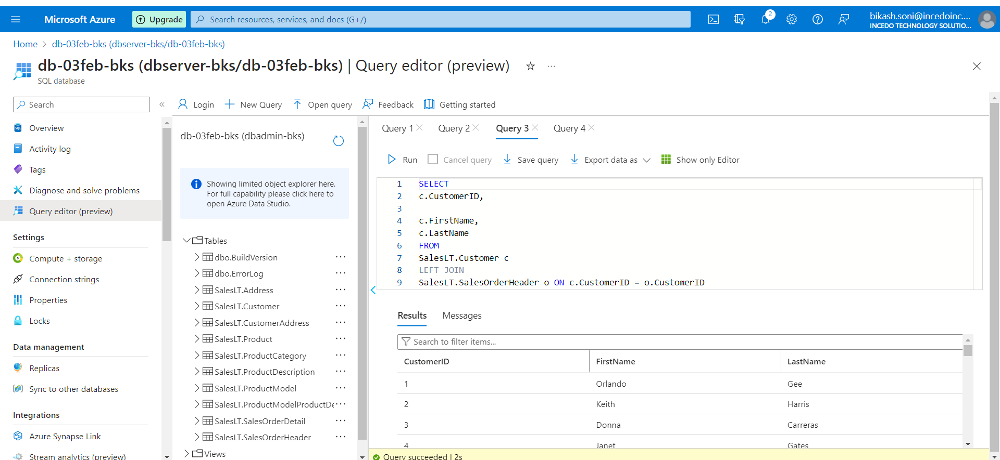 Microsoft Azure
Upgrade
Search resources, services, and docs (G+/)
2
bikash.soni@incedoinc....
INCEDO TECHNOLOGY SOLUTIO...
Home > db-03feb-bks (dbserver-bks/db-03feb-bks)
db-03feb-bks (dbserver-bks/db-03feb-bks) | Query editor (preview)
SQL database
Search
Overview
Activity log
Tags
Diagnose and solve problems
Query editor (preview)
Settings
Compute + storage
Connection strings
Properties
Locks
Data management
Replicas
Sync to other databases
Integrations
Azure Synapse Link
Stream analytics (preview)
Login
New Query
Open query
Feedback
Getting started
db-03feb-bks (dbadmin-bks)
Showing limited object explorer here.
For full capability please click here to
open Azure Data Studio.
Tables
dbo.BuildVersion
dbo.ErrorLog
SalesLT.Address
SalesLT.Customer
SalesLT.CustomerAddress
SalesLT.Product
SalesLT.ProductCategory
SalesLT.ProductDescription
SalesLT.ProductModel
SalesLT.ProductModelProductDe
SalesLT.SalesOrderDetail
SalesLT.SalesOrderHeader
Views
Query 1
Query 2
Query 3
Query 4
Run
Cancel query
Save query
Export data as
Show only Editor
1 SELECT
2 c.CustomerID,
3
4 c.FirstName,
5 c.LastName
6 FROM
7 SalesLT.Customer c
8 LEFT JOIN
9 SalesLT.SalesOrderHeader o ON c.CustomerID = o.CustomerID
Results
Messages
Search to filter items...
CustomerID FirstName LastName
1 Orlando Gee
2 Keith Harris
3 Donna Carreras
4 Janet Gates
Query succeeded | 2s